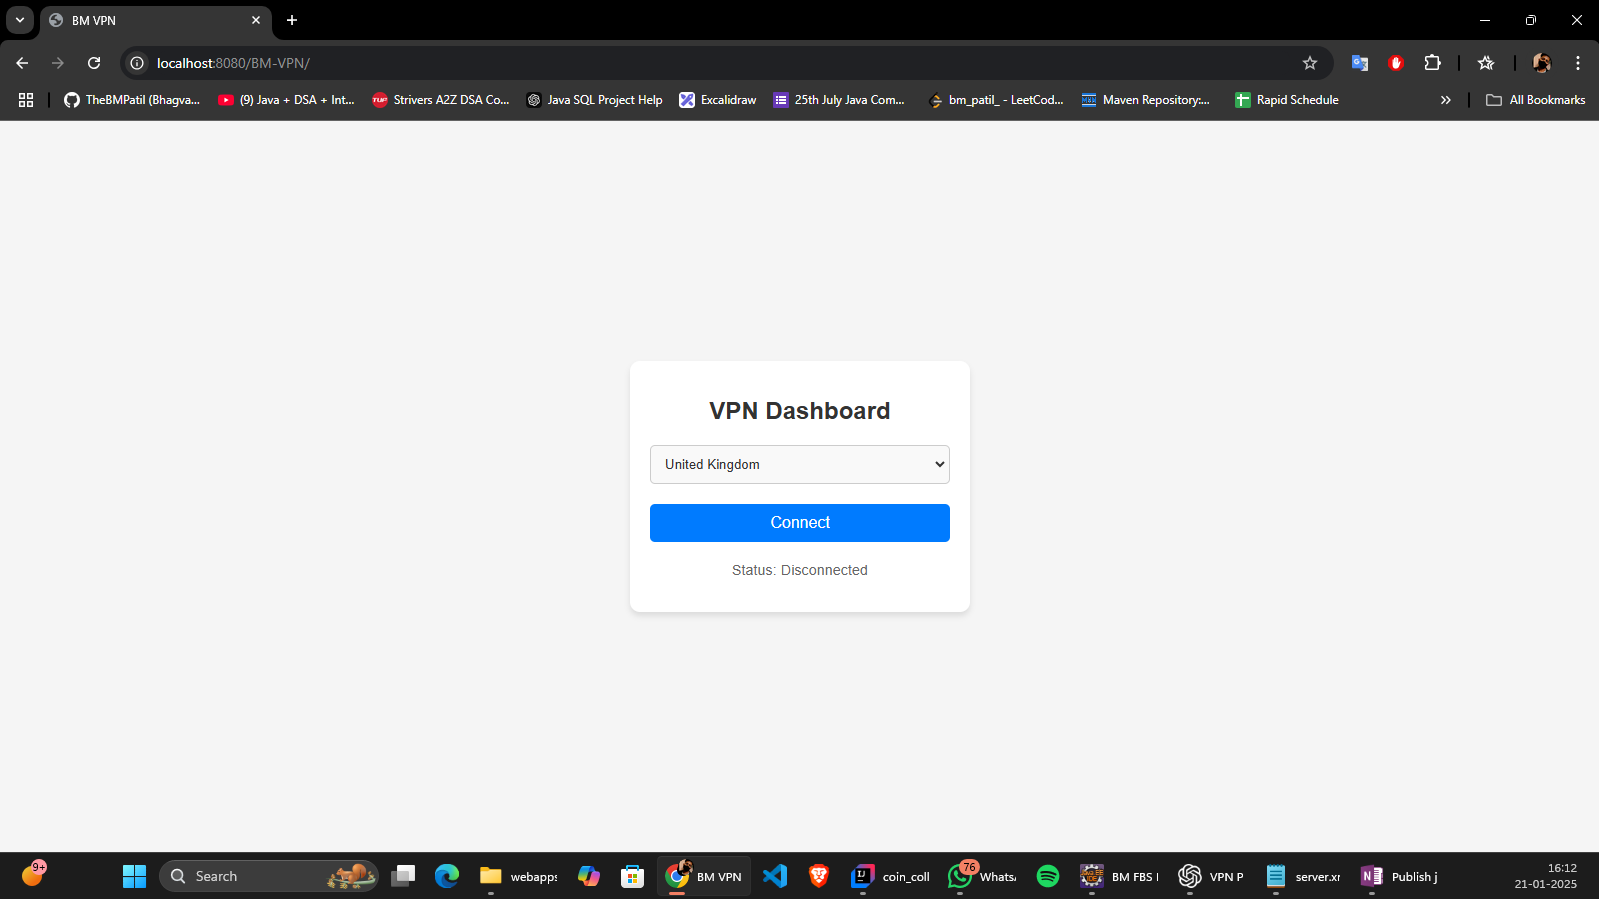 BM VPN
localhost:8080/BM-VPN/
TheBMPatil (Bhagva...
(9) Java + DSA + Int...
TUF
Strivers A2Z DSA Co...
Java SQL Project Help
Excalidraw
25th July Java Com...
bm_patil_ - LeetCod...
Maven Repository:...
Rapid Schedule
All Bookmarks
VPN Dashboard
United Kingdom
Connect
Status: Disconnected
9+
Search
webapps
BM VPN
coin_coll
76
Whats
BM FBS
VPN P
server.x
Publish j
16:12
21-01-2025